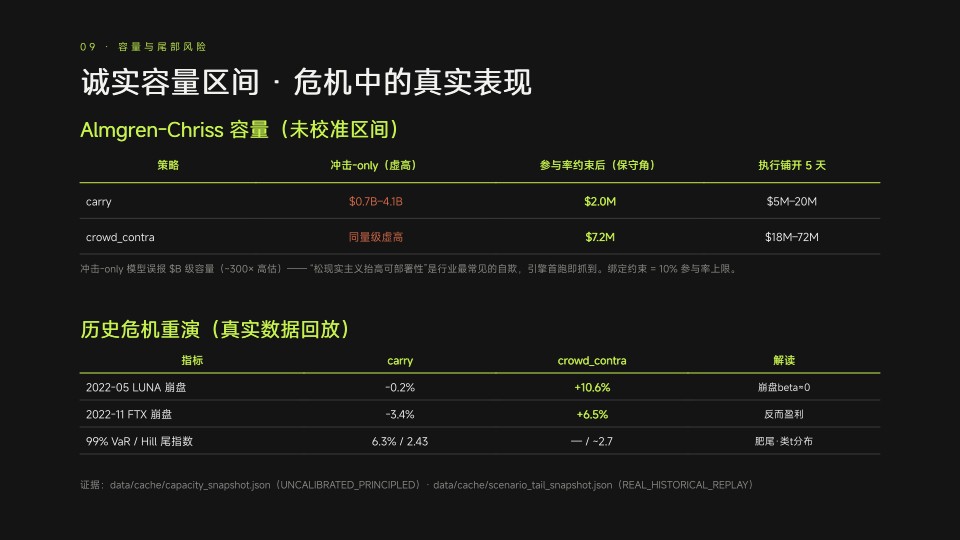 09 · 容量与尾部风险
诚实容量区间 · 危机中的真实表现
Almgren-Chriss 容量（未校准区间）
策略 冲击-only（虚高） 参与率约束后（保守角） 执行铺开 5 天
carry $0.7B–4.1B $2.0M $5M–20M
crowd_contra 同量级虚高 $7.2M $18M–72M
冲击-only 模型误报 $B 级容量（~300× 高估）—— “松现实主义抬高可部署性”是行业最常见的自欺，引擎首跑即抓到。绑定约束 = 10% 参与率上限。
历史危机重演（真实数据回放）
指标 carry crowd_contra 解读
2022-05 LUNA 崩盘 -0.2% +10.6% 崩盘beta≈0
2022-11 FTX 崩盘 -3.4% +6.5% 反而盈利
99% VaR / Hill 尾指数 6.3% / 2.43 — / ~2.7 肥尾·类t分布
证据：data/cache/capacity_snapshot.json（UNCALIBRATED_PRINCIPLED）· data/cache/scenario_tail_snapshot.json（REAL_HISTORICAL_REPLAY）